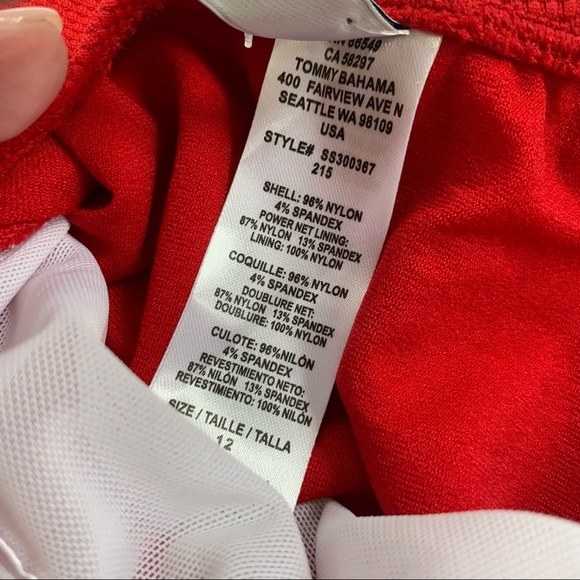 66549
CA 58297
TOMMY BAHAMA
400 FAIRVIEW AVE N
SEATTLE WA 98109
USA
STYLE# SS300367
215
SHELL: 96% NYLON
4% SPANDEX
POWER NET LINING:
87% NYLON 13% SPANDEX
LINING: 100% NYLON
COQUILLE: 96% NYLON
4% SPANDEX
DOUBLURE NET:
87% NYLON 13% SPANDEX
DOUBLURE: 100% NYLON
CULOTE: 96%NILÓN
4% SPANDEX
REVESTIMIENTO NETO:
87% NILÓN 13% SPANDEX
REVESTIMIENTO: 100% NILÓN
SIZE / TAILLE / TALLA
12